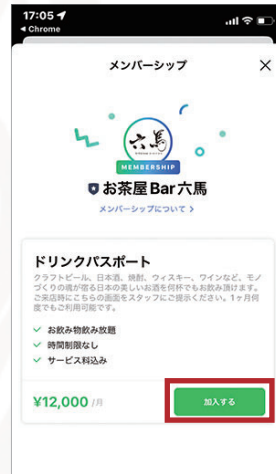 17:05
◀ Chrome
メンバーシップ
六馬
MEMBERSHIP
お茶屋 Bar 六馬
メンバーシップについて >
ドリンクパスポート
クラフトビール、日本酒、焼酎、ウィスキー、ワインなど、モノ
づくりの魂が宿る日本の美しいお酒を何杯でもお飲み頂けます。
ご来店時にこちらの画面をスタッフにご提示ください。1ヶ月何
度でもご利用可能です。
お飲み物飲み放題
時間制限なし
サービス料込み
¥12,000 /月
加入する